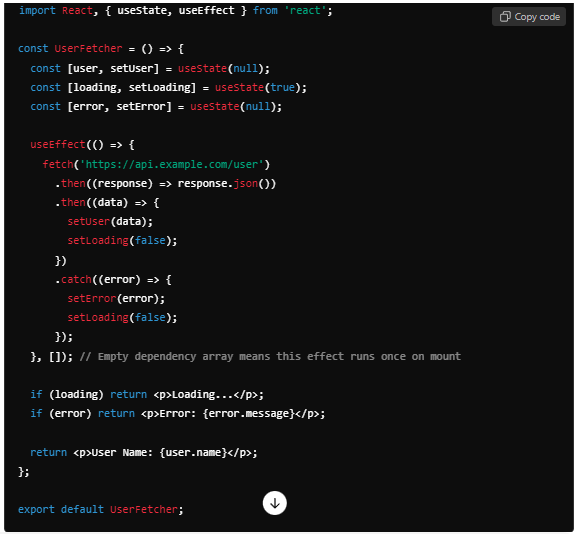 import React, { useState, useEffect } from 'react';
Copy code
const UserFetcher = () => {
  const [user, setUser] = useState(null);
  const [loading, setLoading] = useState(true);
  const [error, setError] = useState(null);

  useEffect(() => {
    fetch('https://api.example.com/user')
      .then((response) => response.json())
      .then((data) => {
        setUser(data);
        setLoading(false);
      })
      .catch((error) => {
        setError(error);
        setLoading(false);
      });
  }, []); // Empty dependency array means this effect runs once on mount

  if (loading) return <p>Loading...</p>;
  if (error) return <p>Error: {error.message}</p>;

  return <p>User Name: {user.name}</p>;
};

export default UserFetcher;